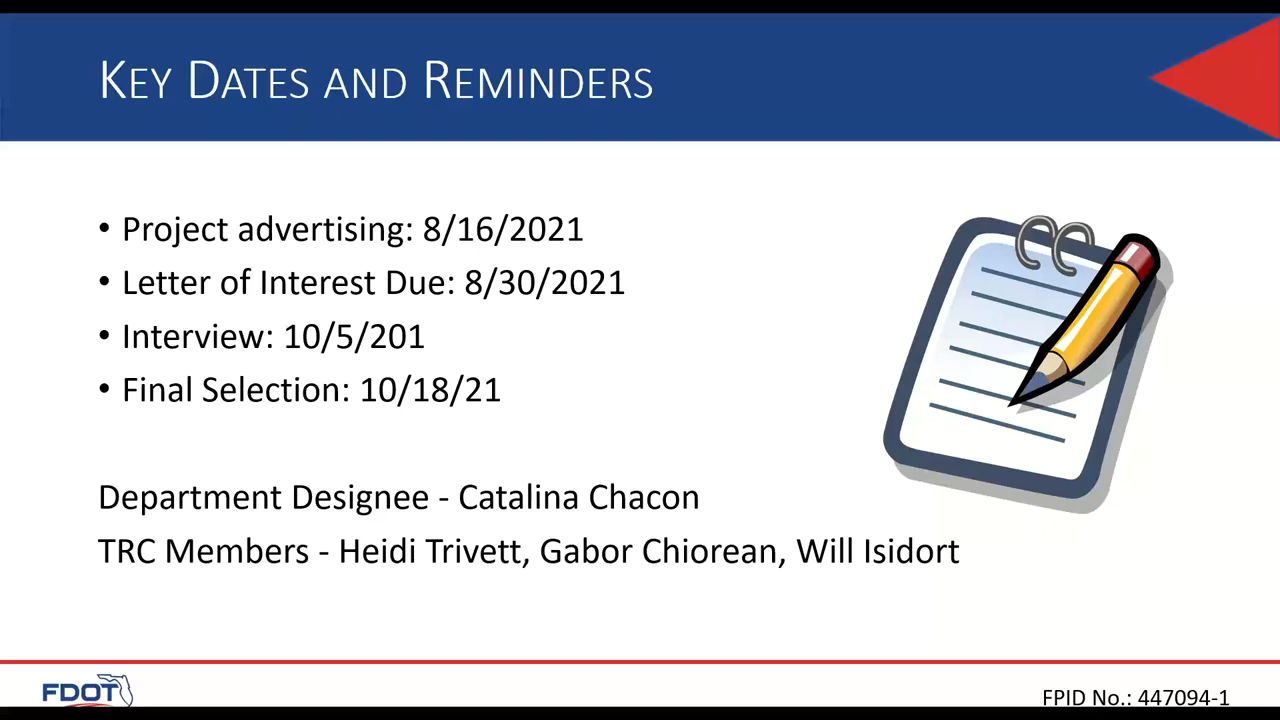 KEY DATES AND REMINDERS
• Project advertising: 8/16/2021
• Letter of Interest Due: 8/30/2021
• Interview: 10/5/201
• Final Selection: 10/18/21
Department Designee - Catalina Chacon
TRC Members - Heidi Trivett, Gabor Chiorean, Will Isidort
FDOT
FPID No.: 447094-1